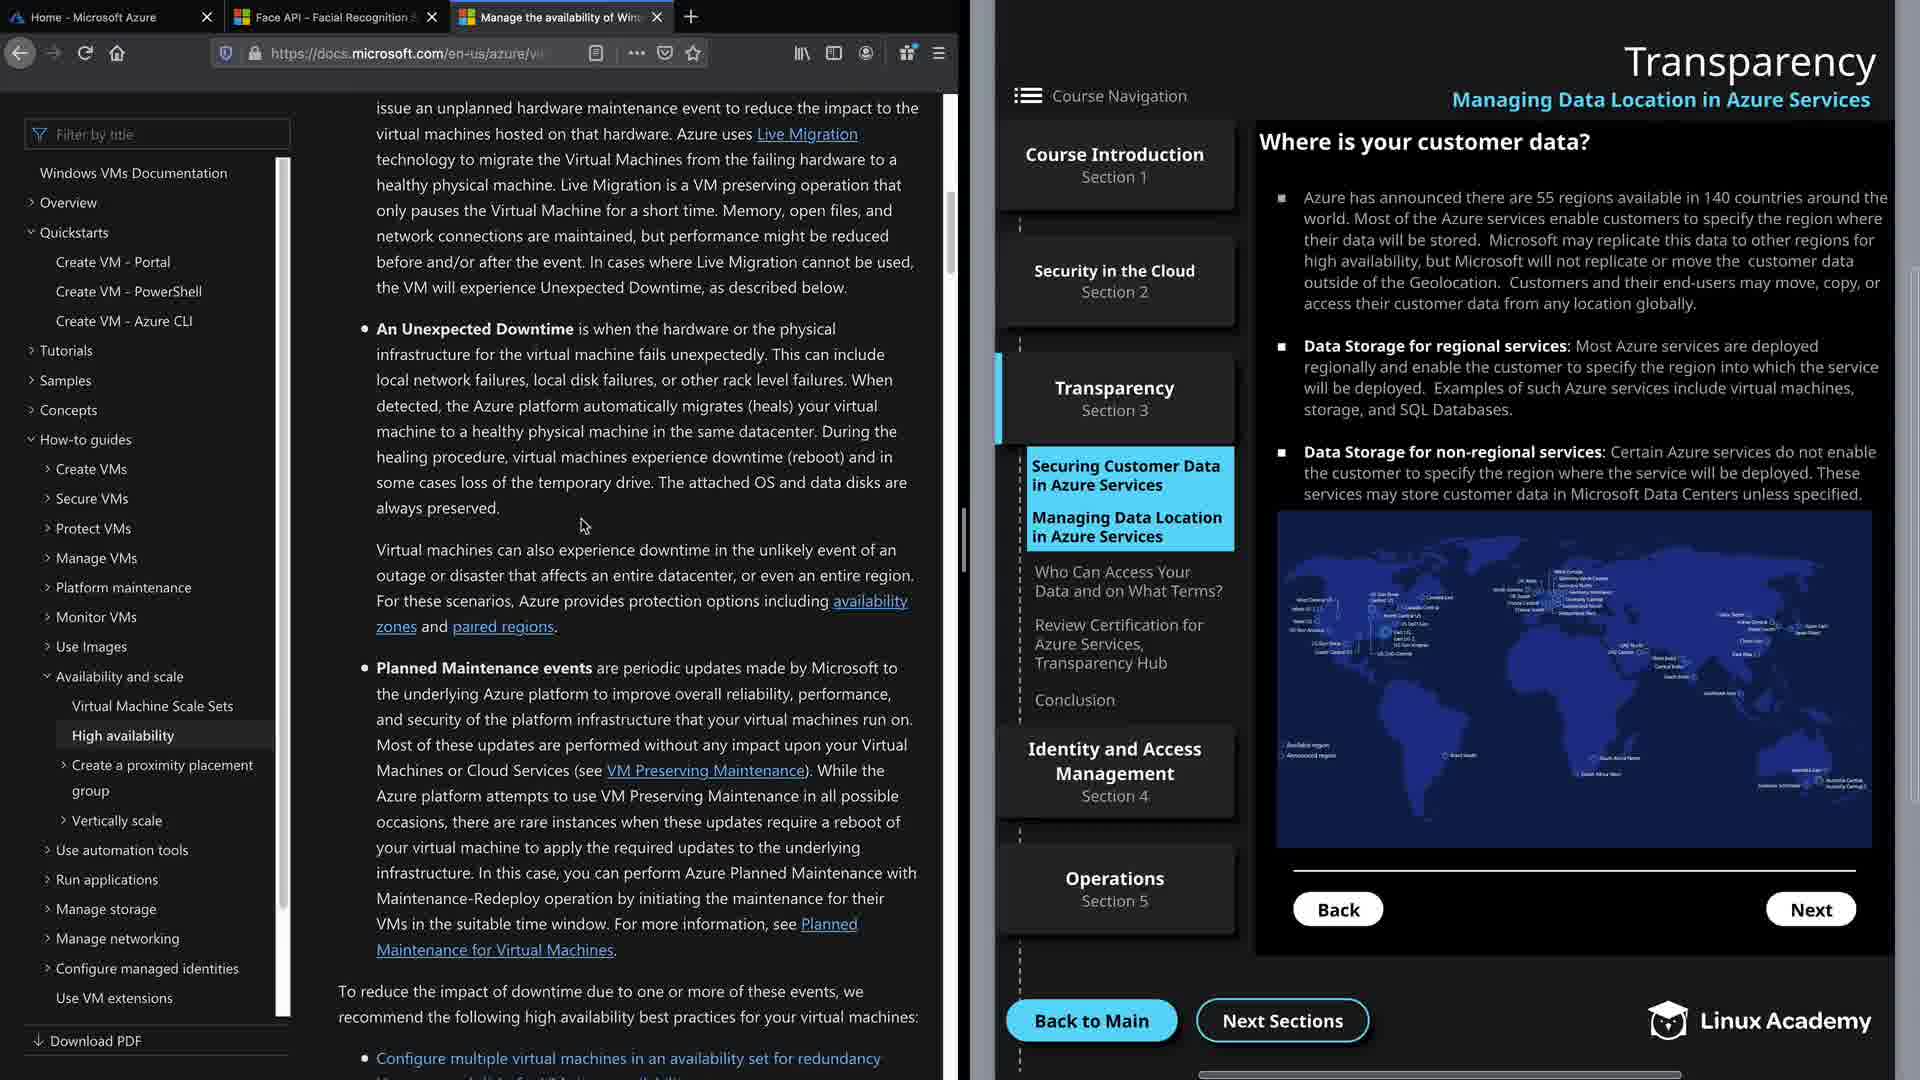 Home - Microsoft Azure
Face API - Facial Recognition S
Manage the availability of Wind
https://docs.microsoft.com/en-us/azure/vi
Filter by title
Windows VMs Documentation
Overview
Quickstarts
Create VM - Portal
Create VM - PowerShell
Create VM - Azure CLI
Tutorials
Samples
Concepts
How-to guides
Create VMs
Secure VMs
Protect VMs
Manage VMs
Platform maintenance
Monitor VMs
Use Images
Availability and scale
Virtual Machine Scale Sets
High availability
Create a proximity placement
group
Vertically scale
Use automation tools
Run applications
Manage storage
Manage networking
Configure managed identities
Use VM extensions
Download PDF
issue an unplanned hardware maintenance event to reduce the impact to the
virtual machines hosted on that hardware. Azure uses Live Migration
technology to migrate the Virtual Machines from the failing hardware to a
healthy physical machine. Live Migration is a VM preserving operation that
only pauses the Virtual Machine for a short time. Memory, open files, and
network connections are maintained, but performance might be reduced
before and/or after the event. In cases where Live Migration cannot be used,
the VM will experience Unexpected Downtime, as described below.
An Unexpected Downtime is when the hardware or the physical
infrastructure for the virtual machine fails unexpectedly. This can include
local network failures, local disk failures, or other rack level failures. When
detected, the Azure platform automatically migrates (heals) your virtual
machine to a healthy physical machine in the same datacenter. During the
healing procedure, virtual machines experience downtime (reboot) and in
some cases loss of the temporary drive. The attached OS and data disks are
always preserved.
Virtual machines can also experience downtime in the unlikely event of an
outage or disaster that affects an entire datacenter, or even an entire region.
For these scenarios, Azure provides protection options including availability
zones and paired regions.
Planned Maintenance events are periodic updates made by Microsoft to
the underlying Azure platform to improve overall reliability, performance,
and security of the platform infrastructure that your virtual machines run on.
Most of these updates are performed without any impact upon your Virtual
Machines or Cloud Services (see VM Preserving Maintenance). While the
Azure platform attempts to use VM Preserving Maintenance in all possible
occasions, there are rare instances when these updates require a reboot of
your virtual machine to apply the required updates to the underlying
infrastructure. In this case, you can perform Azure Planned Maintenance with
Maintenance-Redeploy operation by initiating the maintenance for their
VMs in the suitable time window. For more information, see Planned
Maintenance for Virtual Machines.
To reduce the impact of downtime due to one or more of these events, we
recommend the following high availability best practices for your virtual machines:
Configure multiple virtual machines in an availability set for redundancy
Transparency
Managing Data Location in Azure Services
Course Navigation
Course Introduction
Section 1
Security in the Cloud
Section 2
Transparency
Section 3
Securing Customer Data
in Azure Services
Managing Data Location
in Azure Services
Who Can Access Your
Data and on What Terms?
Review Certification for
Azure Services,
Transparency Hub
Conclusion
Identity and Access
Management
Section 4
Operations
Section 5
Where is your customer data?
Azure has announced there are 55 regions available in 140 countries around the
world. Most of the Azure services enable customers to specify the region where
their data will be stored. Microsoft may replicate this data to other regions for
high availability, but Microsoft will not replicate or move the customer data
outside of the Geolocation. Customers and their end-users may move, copy, or
access their customer data from any location globally.
Data Storage for regional services: Most Azure services are deployed
regionally and enable the customer to specify the region into which the service
will be deployed. Examples of such Azure services include virtual machines,
storage, and SQL Databases.
Data Storage for non-regional services: Certain Azure services do not enable
the customer to specify the region where the service will be deployed. These
services may store customer data in Microsoft Data Centers unless specified.
Available region
Announced region
Brazil South
South Africa North
South Africa West
Back
Next
Back to Main
Next Sections
Linux Academy